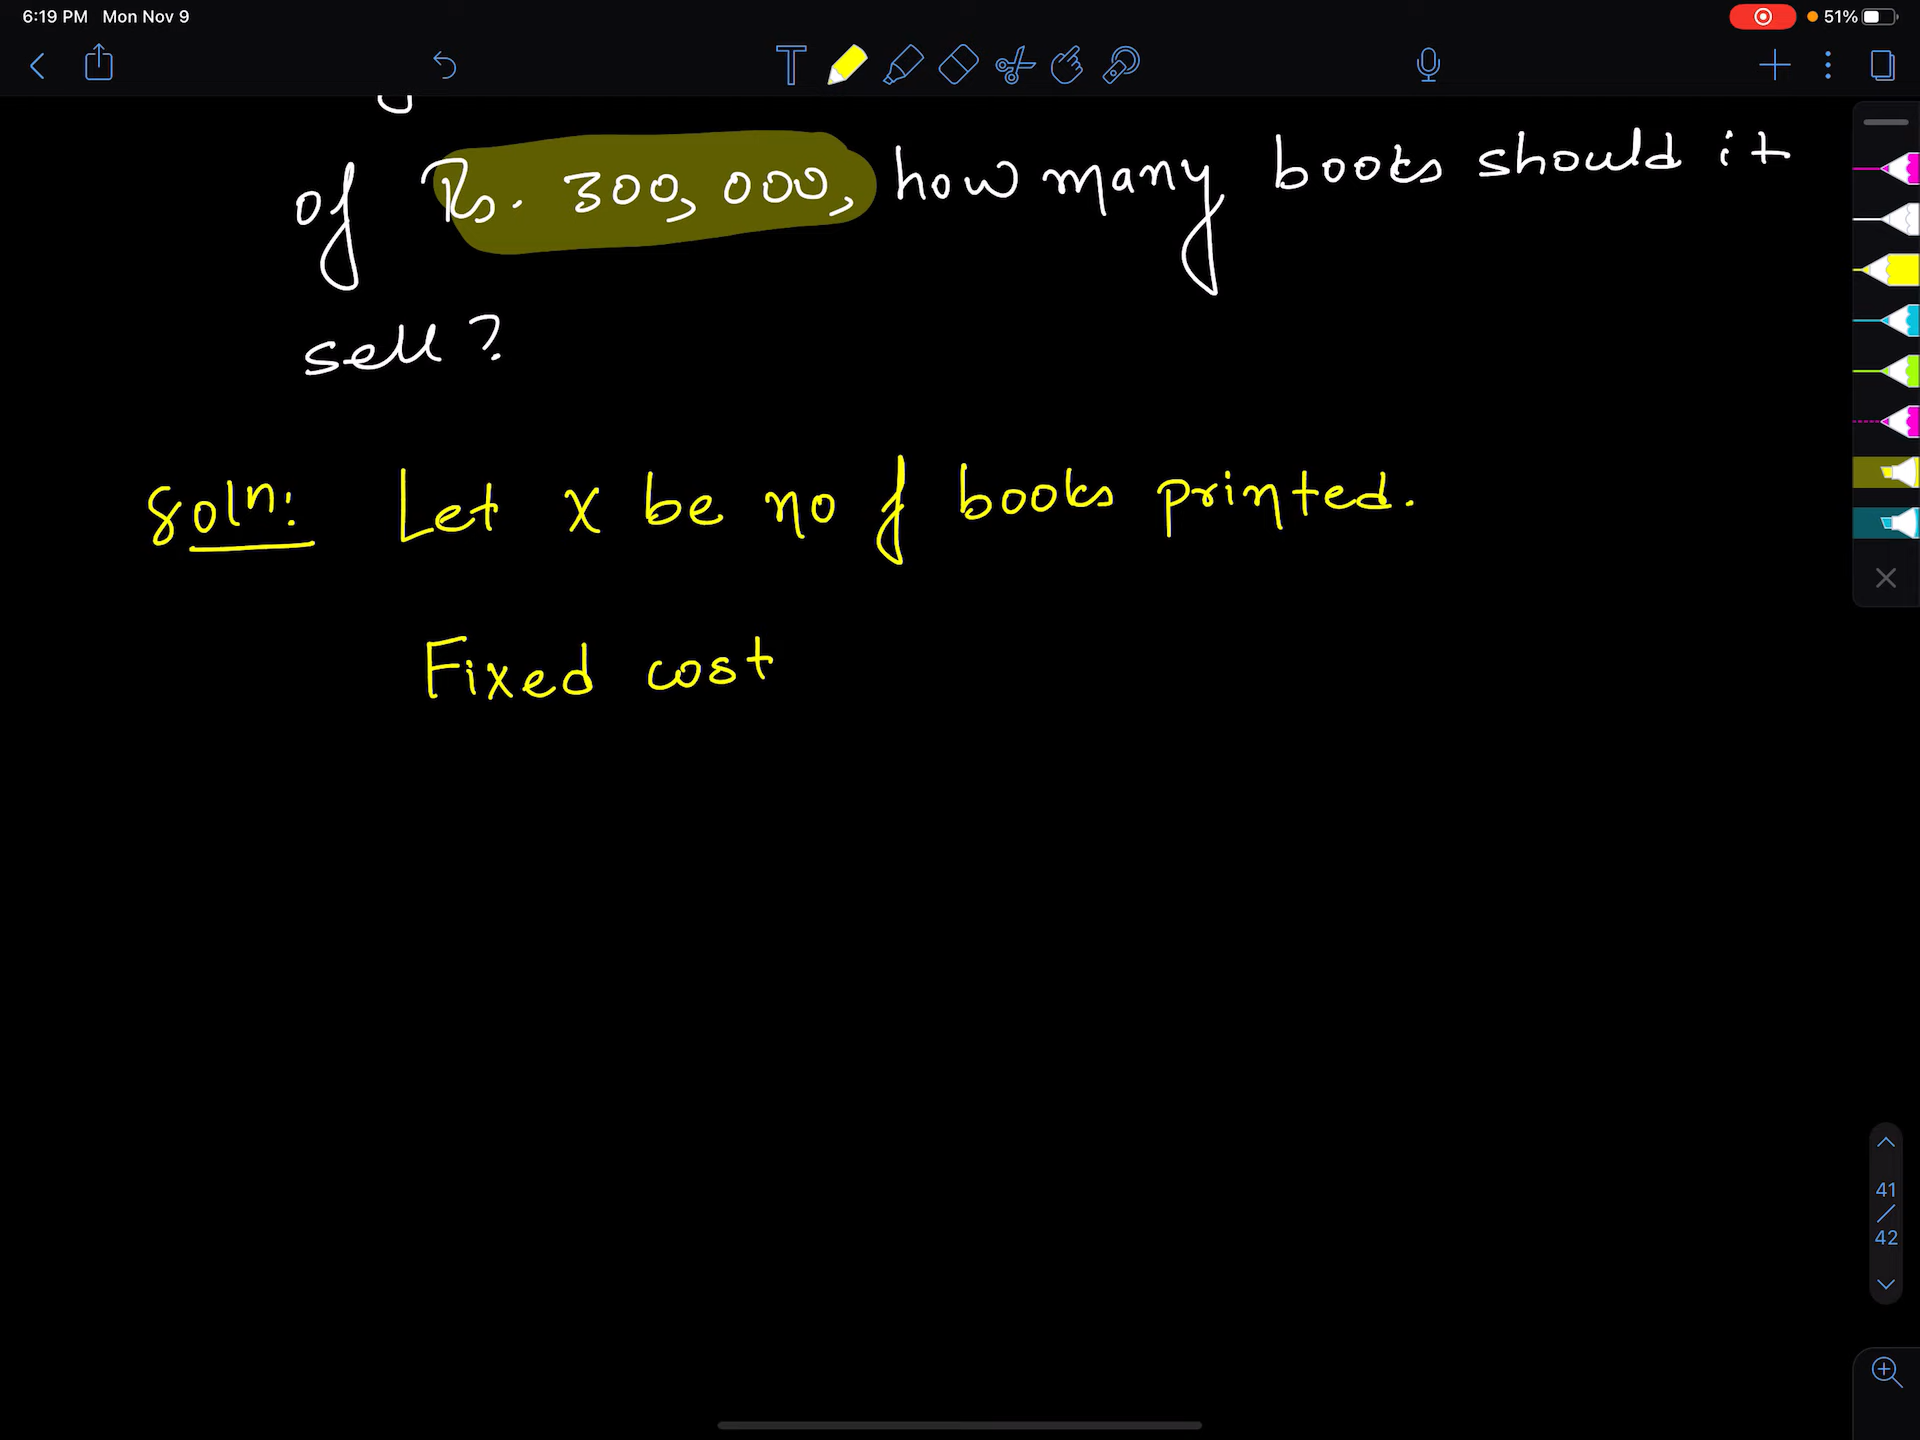 6:19 PM Mon Nov 9
51%
of Rs. 300,000, how many books should it
sell?
Soln: Let x be no of books printed.
Fixed cost
41
/
42